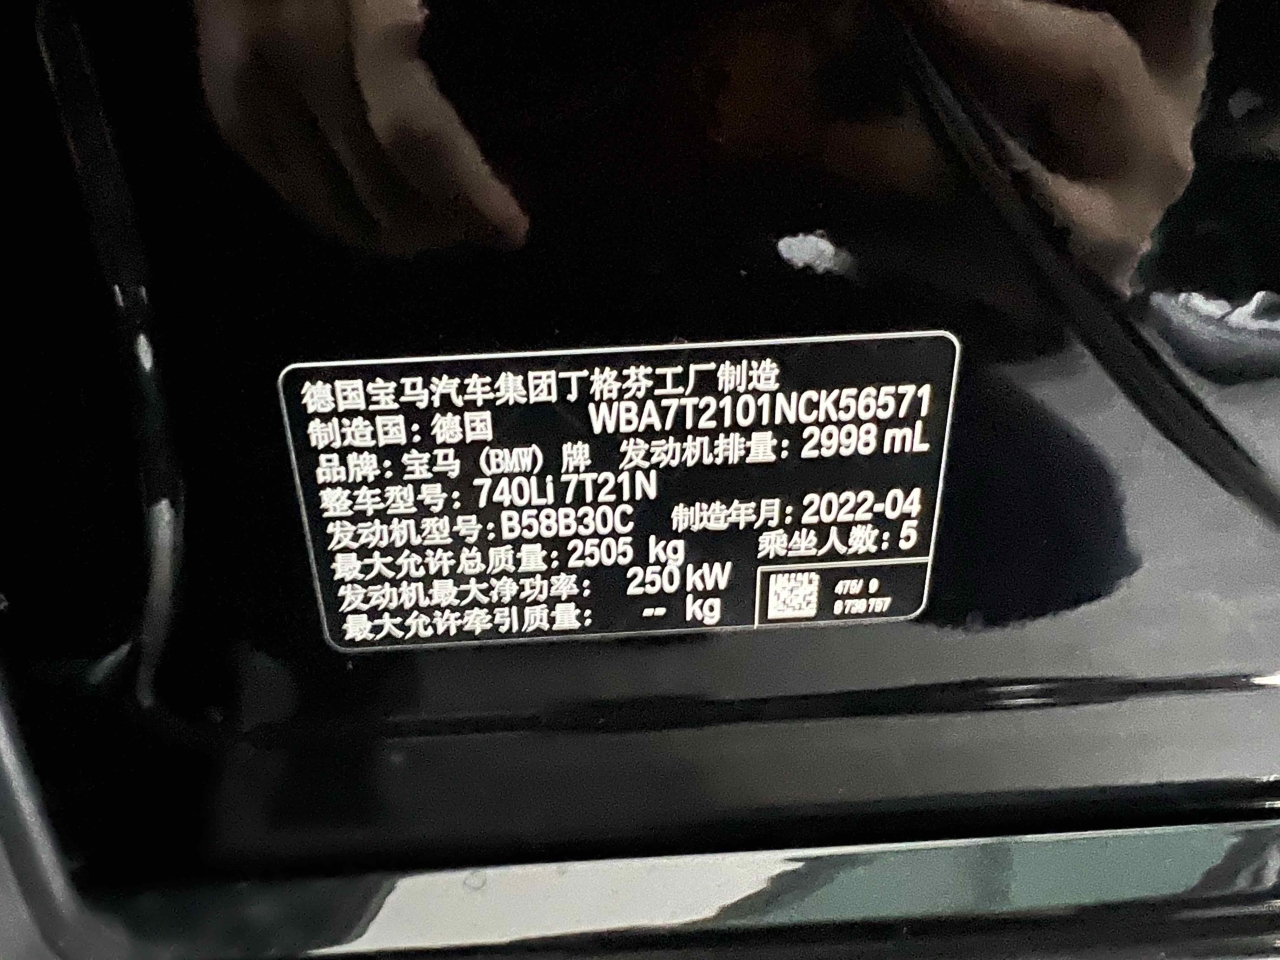 德国宝马汽车集团丁格芬工厂制造
制造国：德国 WBA7T2101NCK56571
品牌：宝马（BMW）牌 发动机排量：2998 mL
整车型号：740Li 7T21N
发动机型号：B58B30C 制造年月：2022-04
最大允许总质量：2505 kg 乘坐人数：5
发动机最大净功率： 250 kW
最大允许牵引质量： -- kg